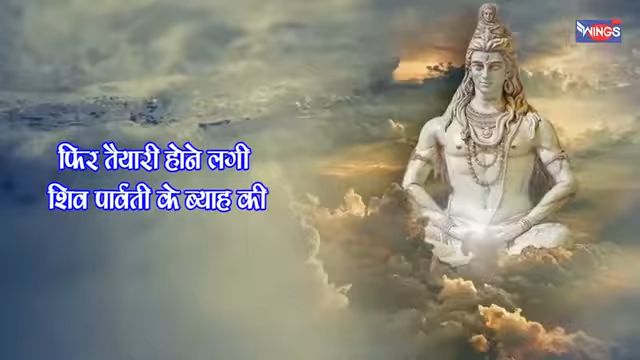 WINGS
फिर तैयारी होने लगी
शिव पार्वती के ब्याह की